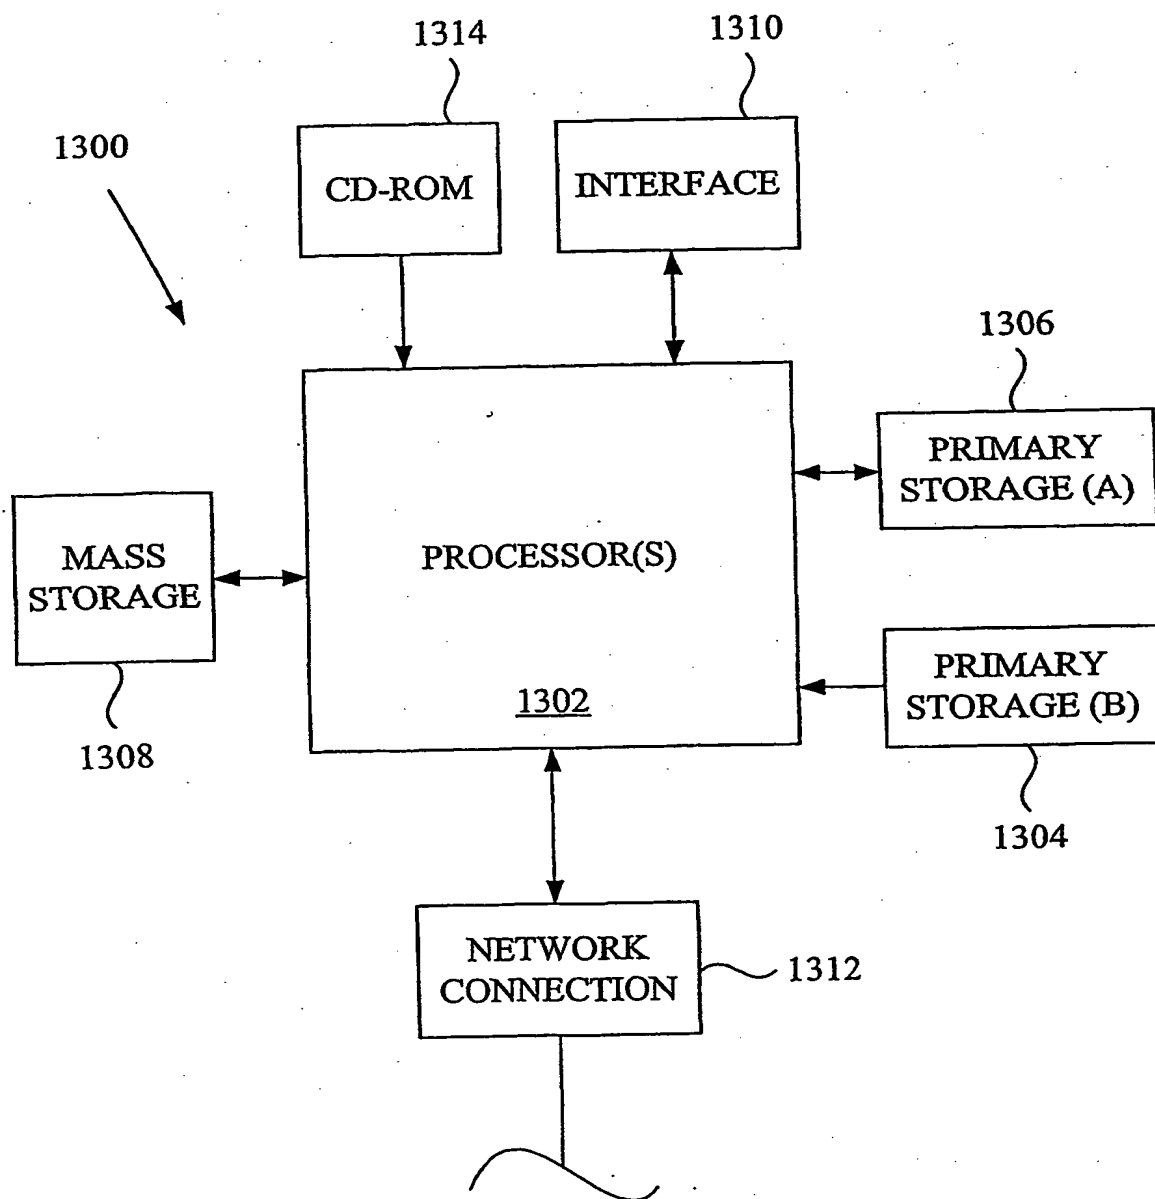 1314
1310
1300
CD-ROM
INTERFACE
1306
PRIMARY
STORAGE (A)
MASS
STORAGE
PROCESSOR(S)
PRIMARY
STORAGE (B)
1302
1308
1304
NETWORK
CONNECTION
1312